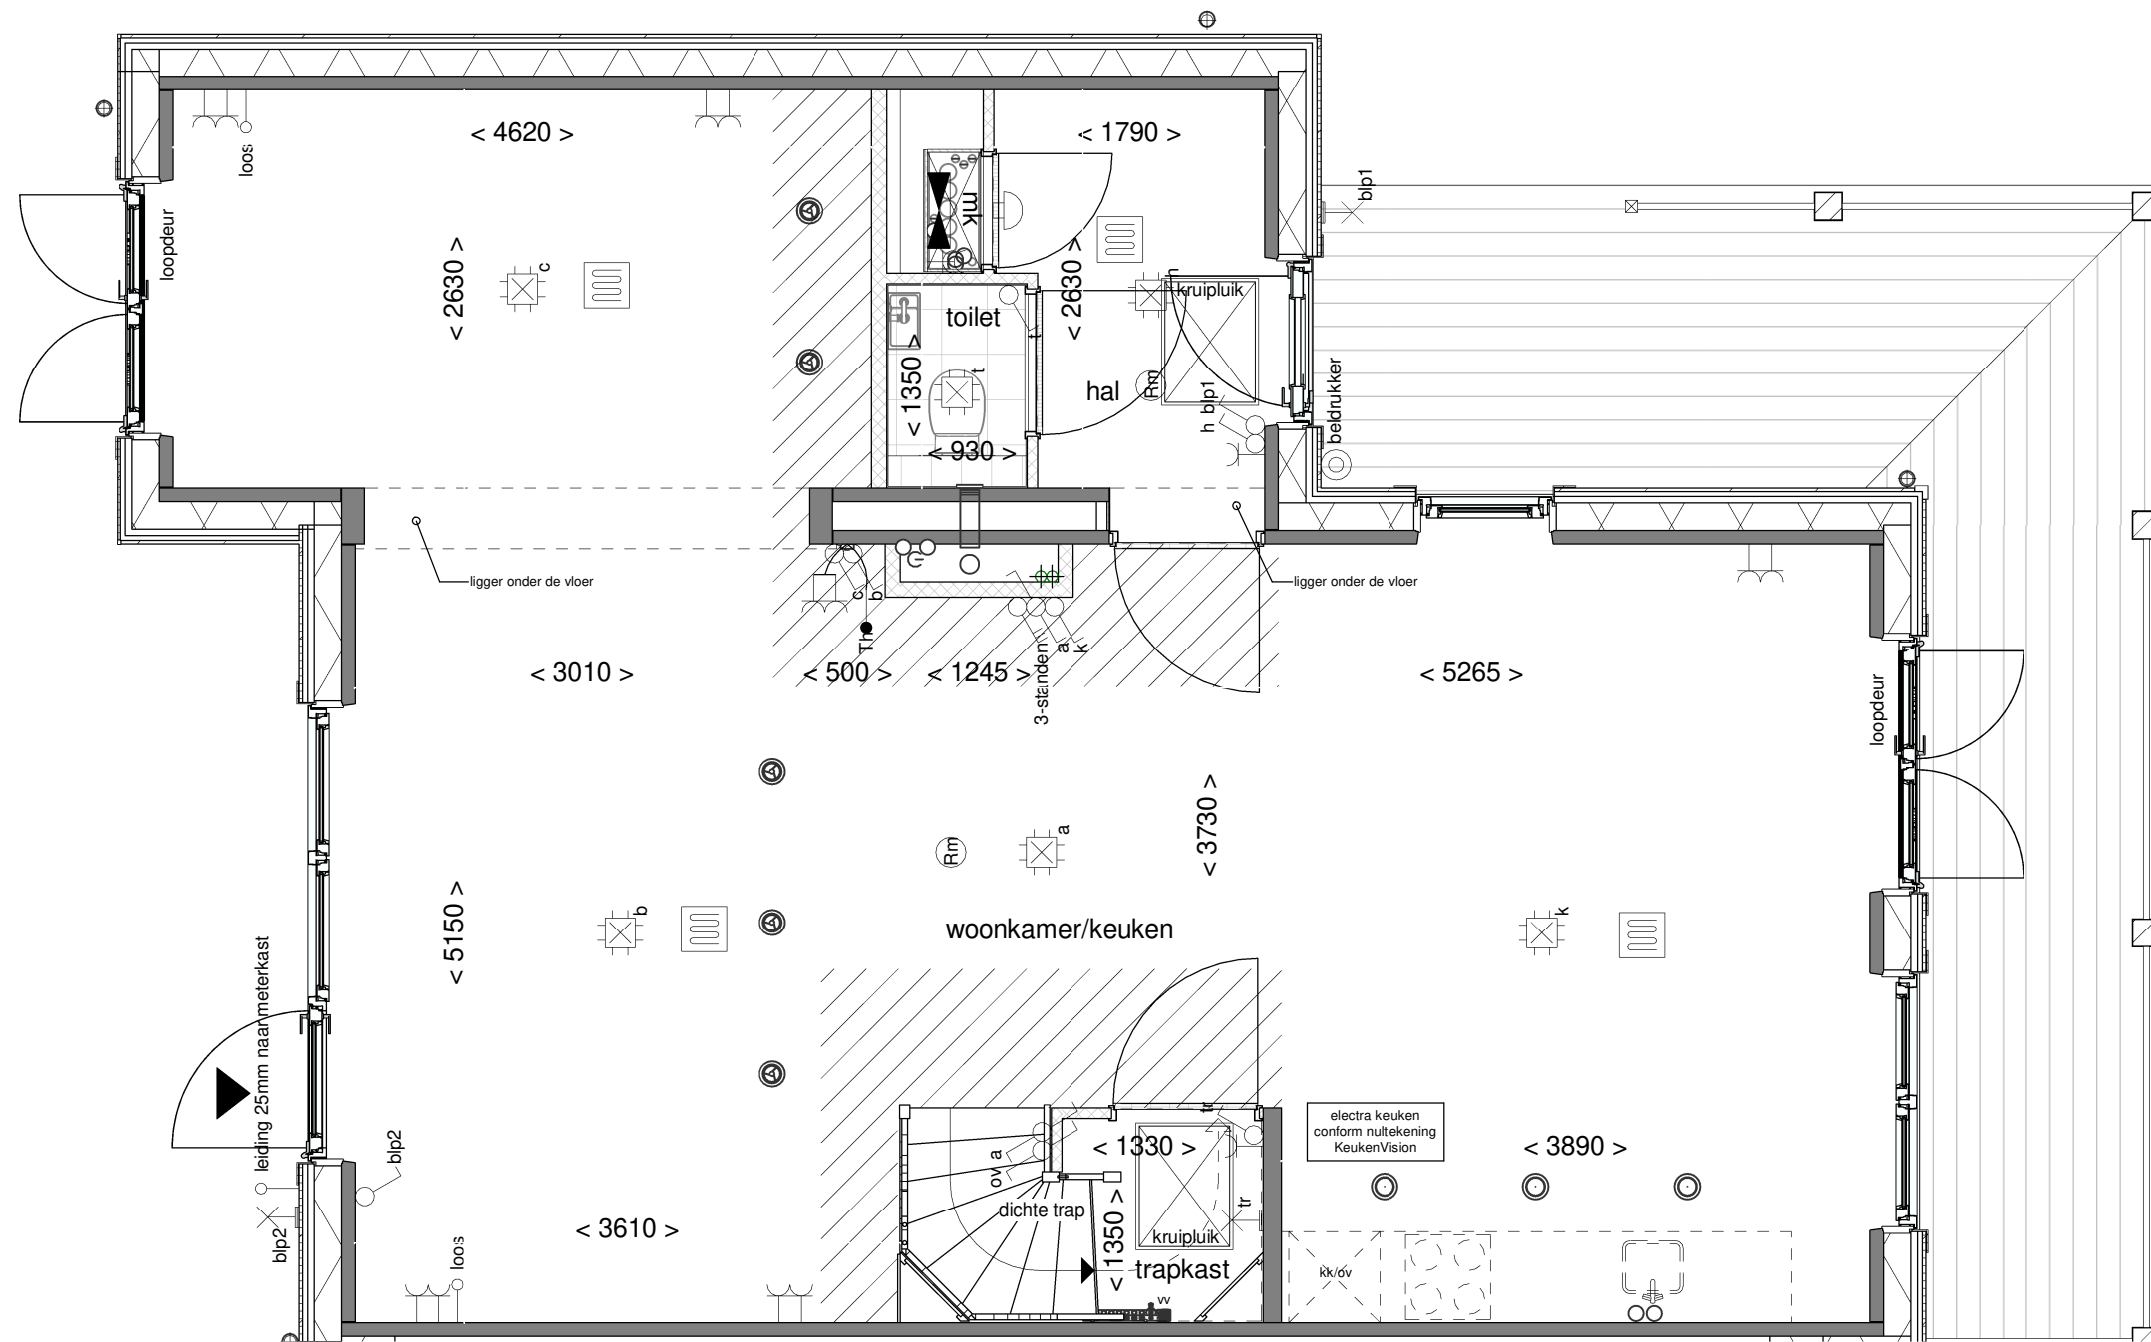 < 4620 >
< 1790 >
loos
mk
blp1
loopdeur
< 2630 >
c
< 2630 >
h
kruipluik
toilet
t
< 1350 >
t
hal
Rm
h blp1
beldrukker
< 930 >
ligger onder de vloer
c
b
Th
ligger onder de vloer
3-standen
a
k
< 3010 >
< 500 >
< 1245 >
< 5265 >
loopdeur
< 3730 >
Rm
a
b
< 5150 >
woonkamer/keuken
k
leiding 25mm naar meterkast
blp2
blp2
loos
< 3610 >
ov a
dichte trap
tr
< 1330 >
< 1350 >
tr
kruipluik
trapkast
vv
electra keuken
conform nultekening
KeukenVision
< 3890 >
kk/ov